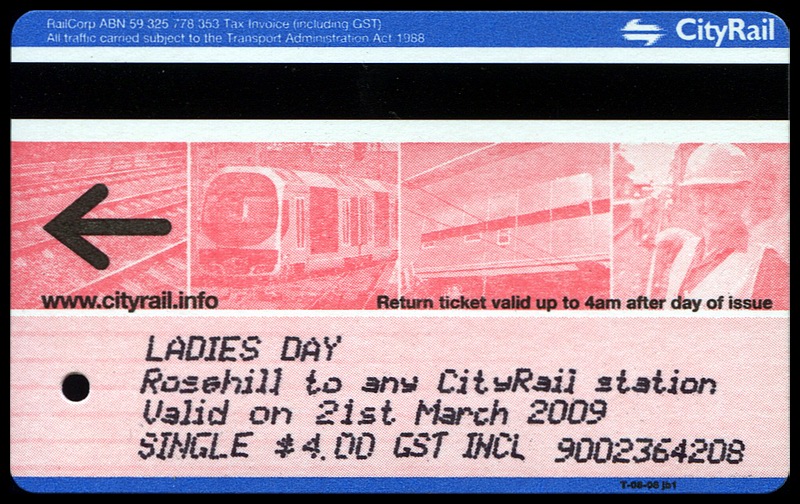 RailCorp ABN 59 325 778 353 Tax Invoice (including GST)
All traffic carried subject to the Transport Administration Act 1988
CityRail
www.cityrail.info
Return ticket valid up to 4am after day of issue
LADIES DAY
Rosehill to any CityRail station
Valid on 21st March 2009
SINGLE $4.00 GST INCL 9002364208
T-08-08 jb1